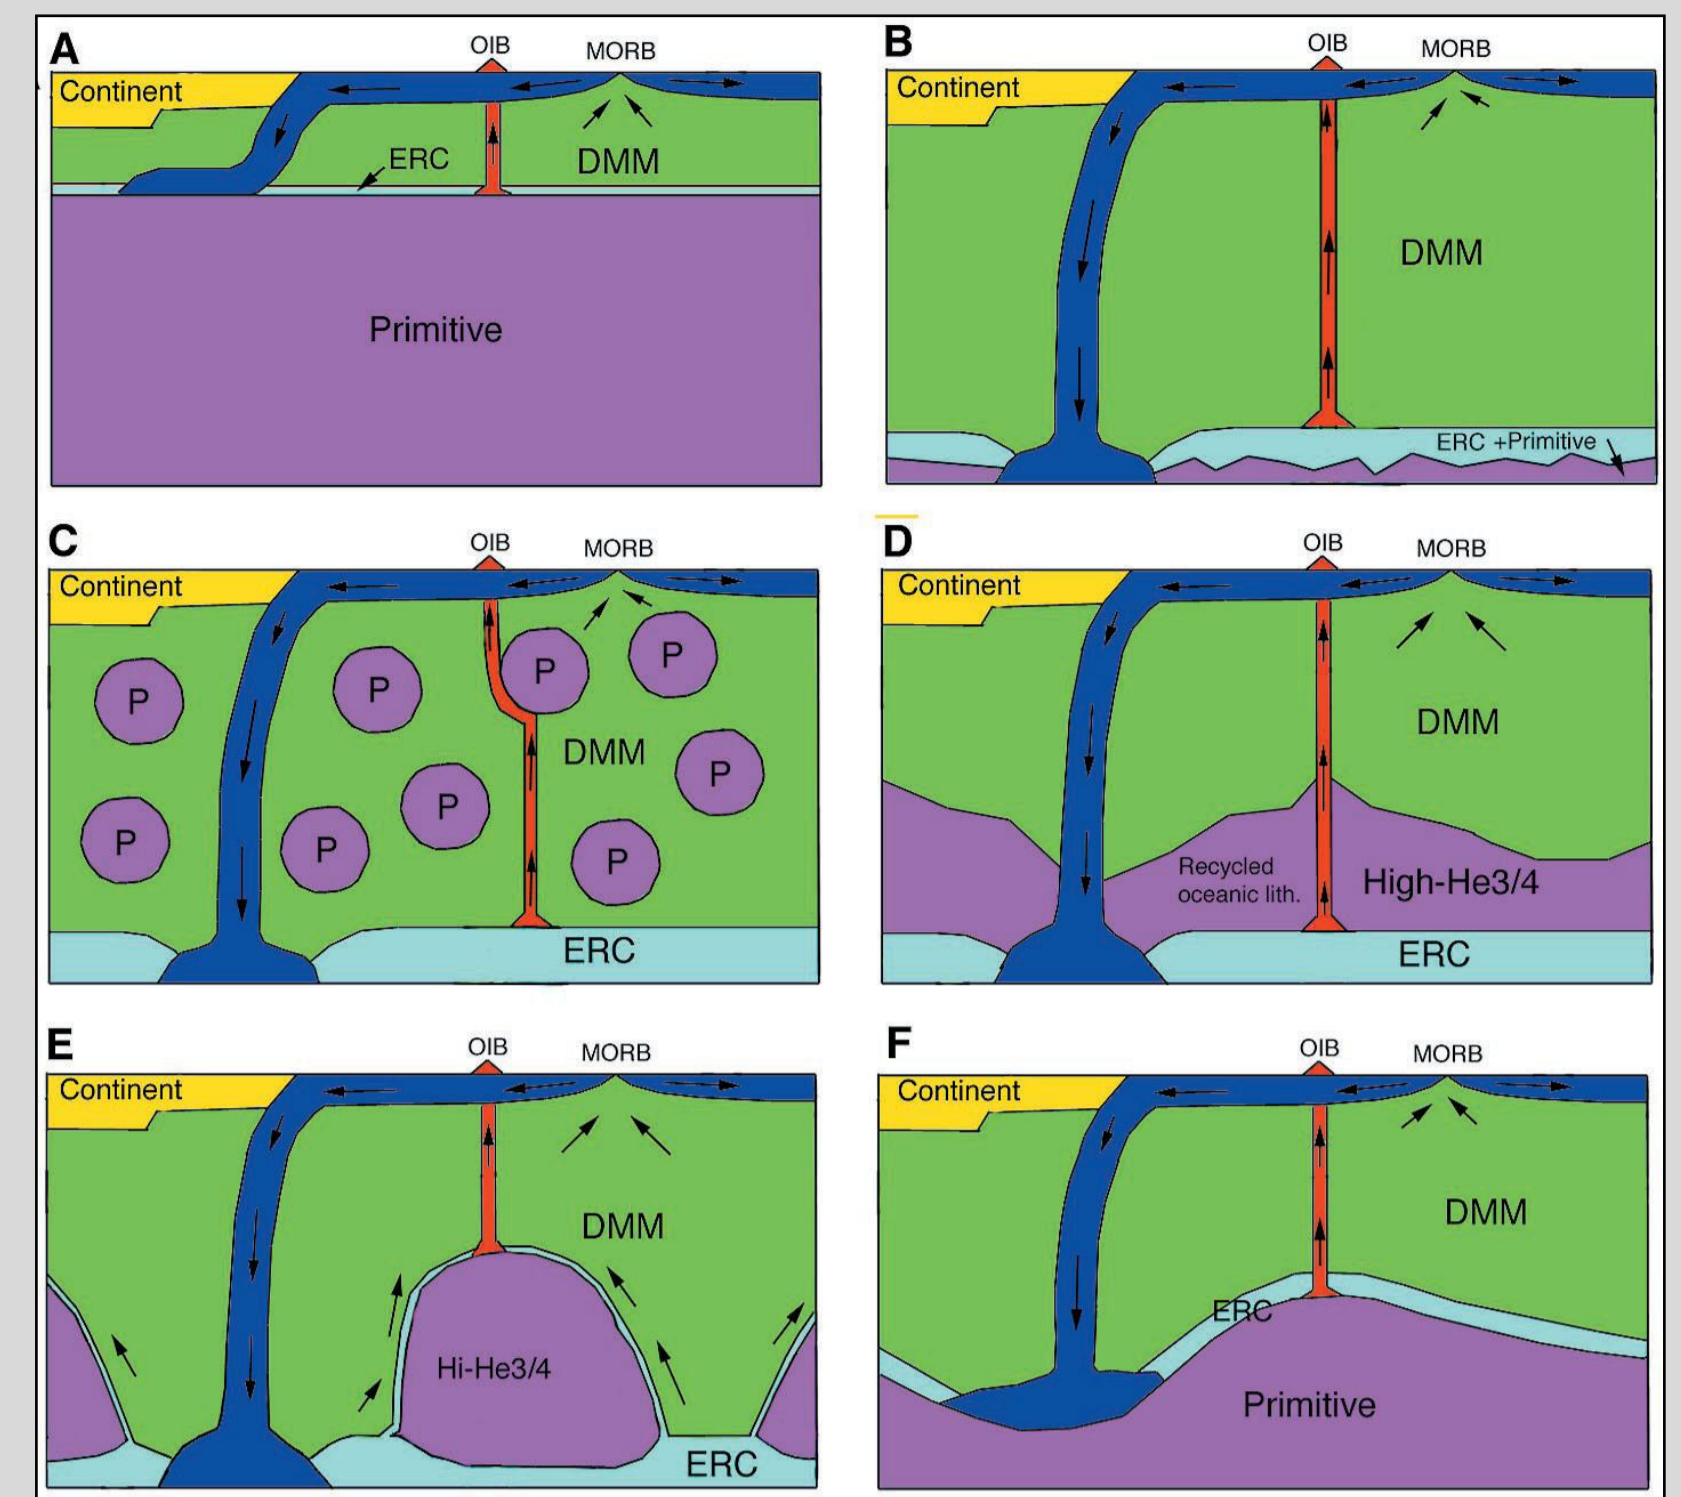 A
OIB
MORB
Continent
ERC
DMM
Primitive
B
OIB
MORB
Continent
DMM
ERC +Primitive
C
OIB
MORB
Continent
P
P
P
P
P
DMM
P
P
P
P
ERC
D
OIB
MORB
Continent
DMM
Recycled
oceanic lith.
High-He3/4
ERC
E
OIB
MORB
Continent
DMM
Hi-He3/4
ERC
F
OIB
MORB
Continent
DMM
ERC
Primitive